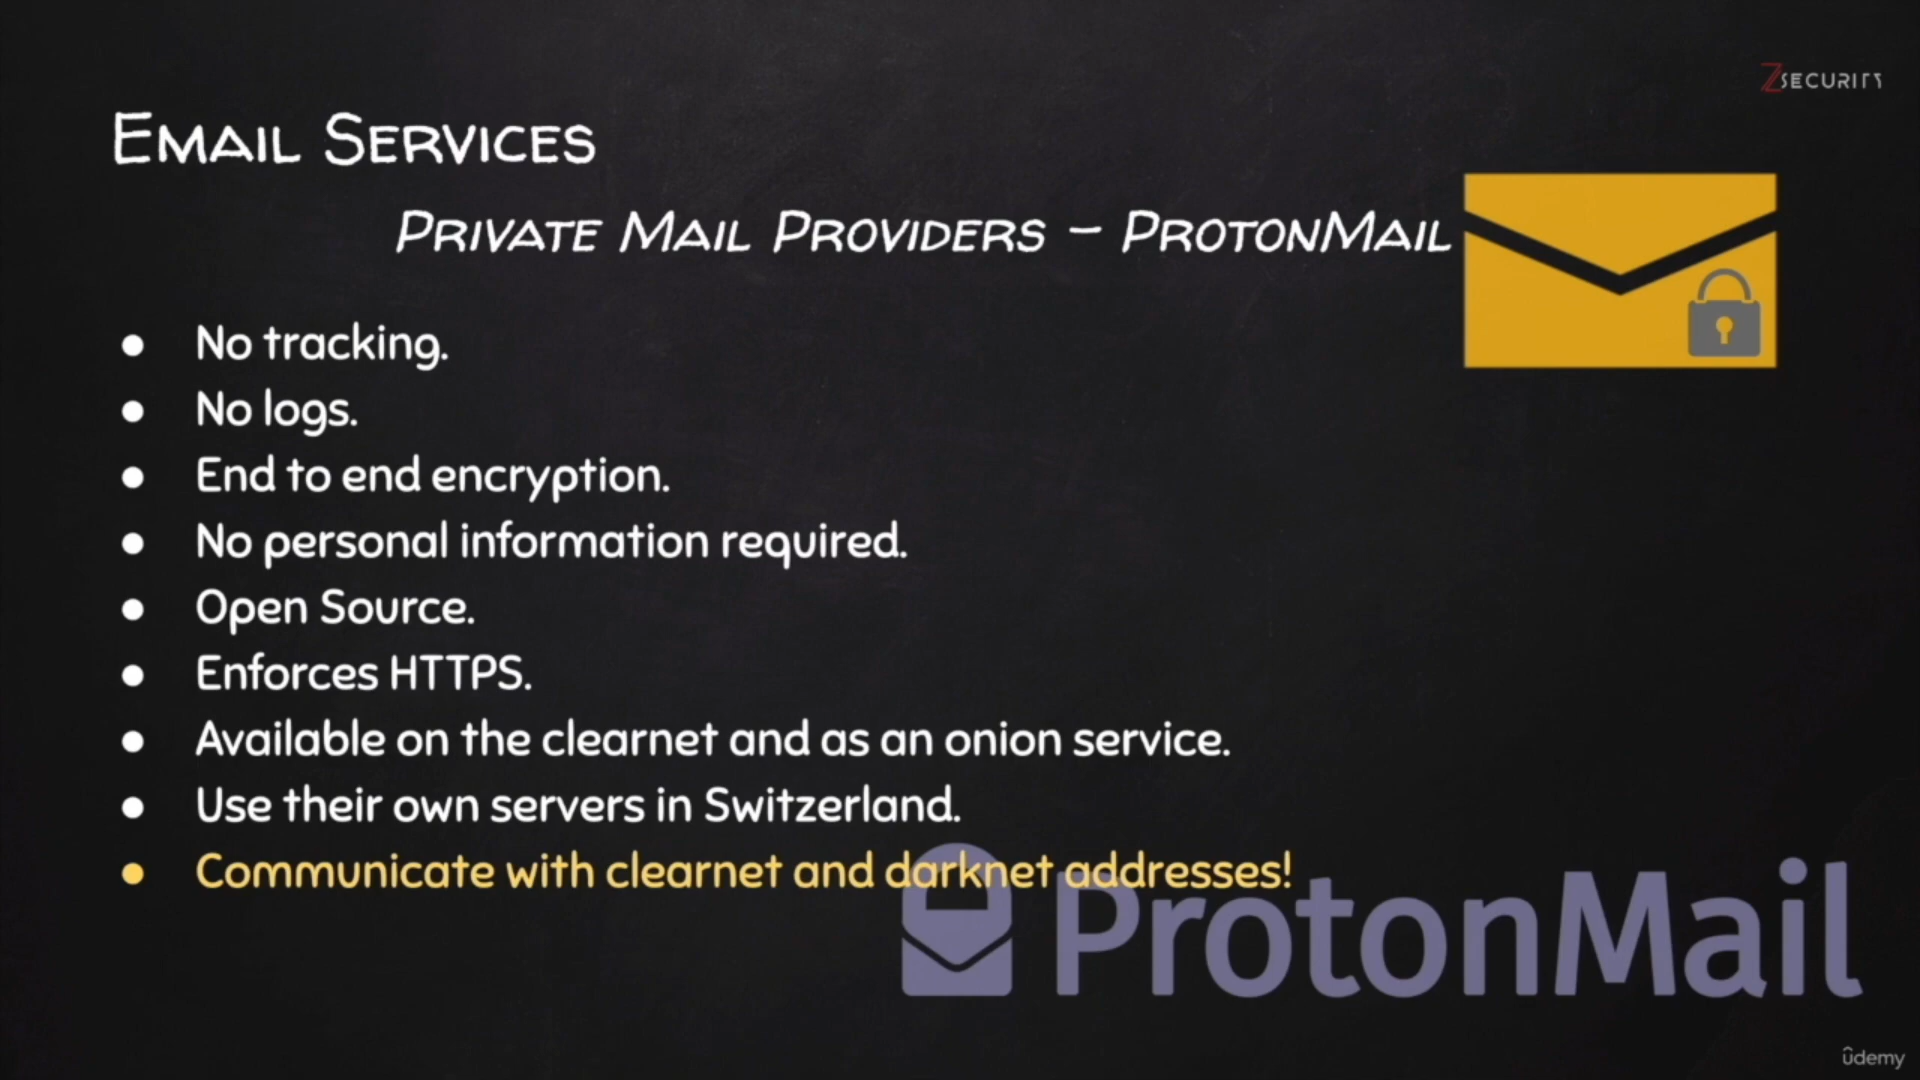 ZSECURITY
EMAIL SERVICES
PRIVATE MAIL PROVIDERS – PROTONMAIL
● No tracking.
● No logs.
● End to end encryption.
● No personal information required.
● Open Source.
● Enforces HTTPS.
● Available on the clearnet and as an onion service.
● Use their own servers in Switzerland.
● Communicate with clearnet and darknet addresses!
ProtonMail
ûdemy